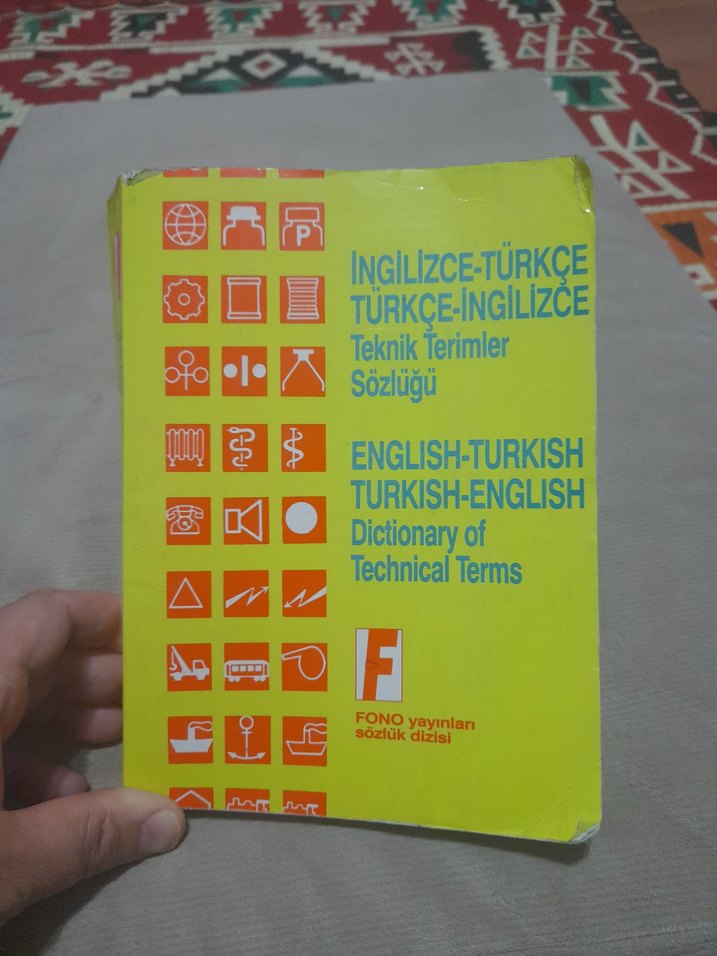 P
İNGİLİZCE-TÜRKÇE
TÜRKÇE-İNGİLİZCE
Teknik Terimler
Sözlüğü
ENGLISH-TURKISH
TURKISH-ENGLISH
Dictionary of
Technical Terms
F
FONO yayınları
sözlük dizisi